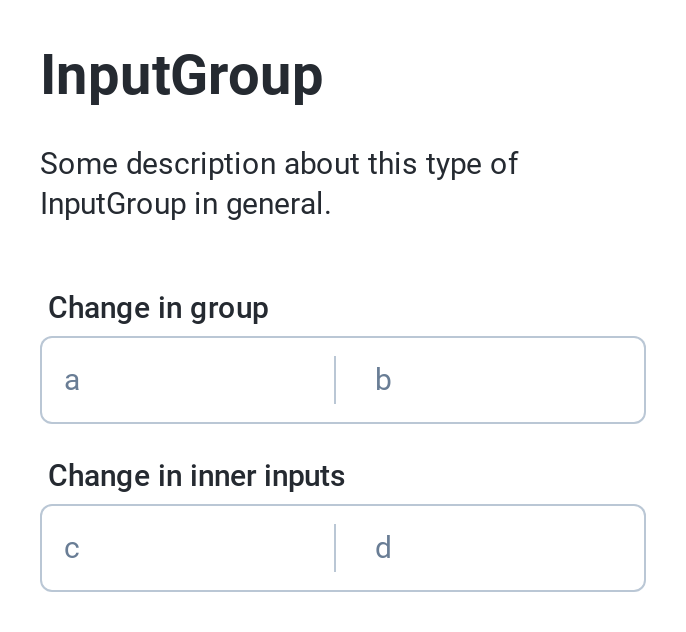 InputGroup
Some description about this type of
InputGroup in general.
Change in group
a b
Change in inner inputs
c d